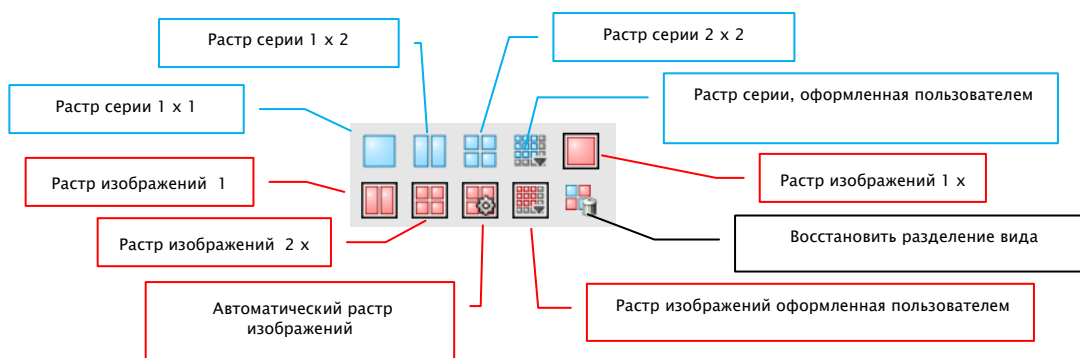 Растр серии 1 x 2
Растр серии 2 x 2
Растр серии 1 x 1
Растр серии, оформленная пользователем
Растр изображений 1
Растр изображений 1 x
Растр изображений 2 x
Восстановить разделение вида
Автоматический растр
изображений
Растр изображений оформленная пользователем